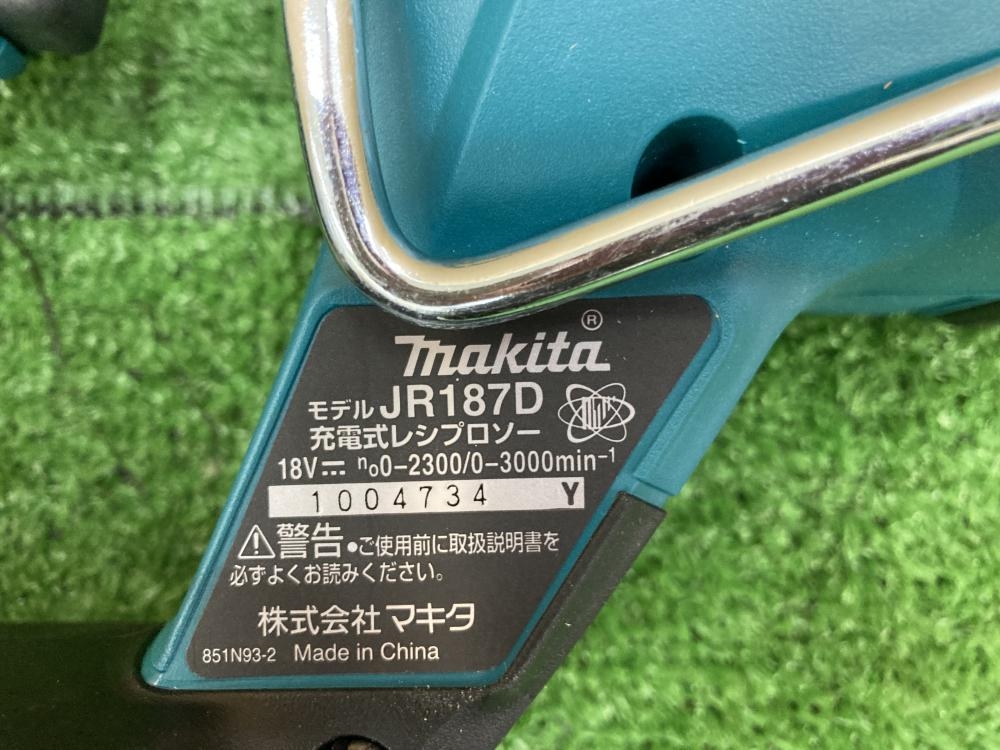 makita®
モデル JR187D
充電式レシプロソー
18V⎓ n₀0-2300/0-3000min⁻¹
1004734 Y
⚠警告 •ご使用前に取扱説明書を
必ずよくお読みください。
株式会社 マキタ
851N93-2 Made in China